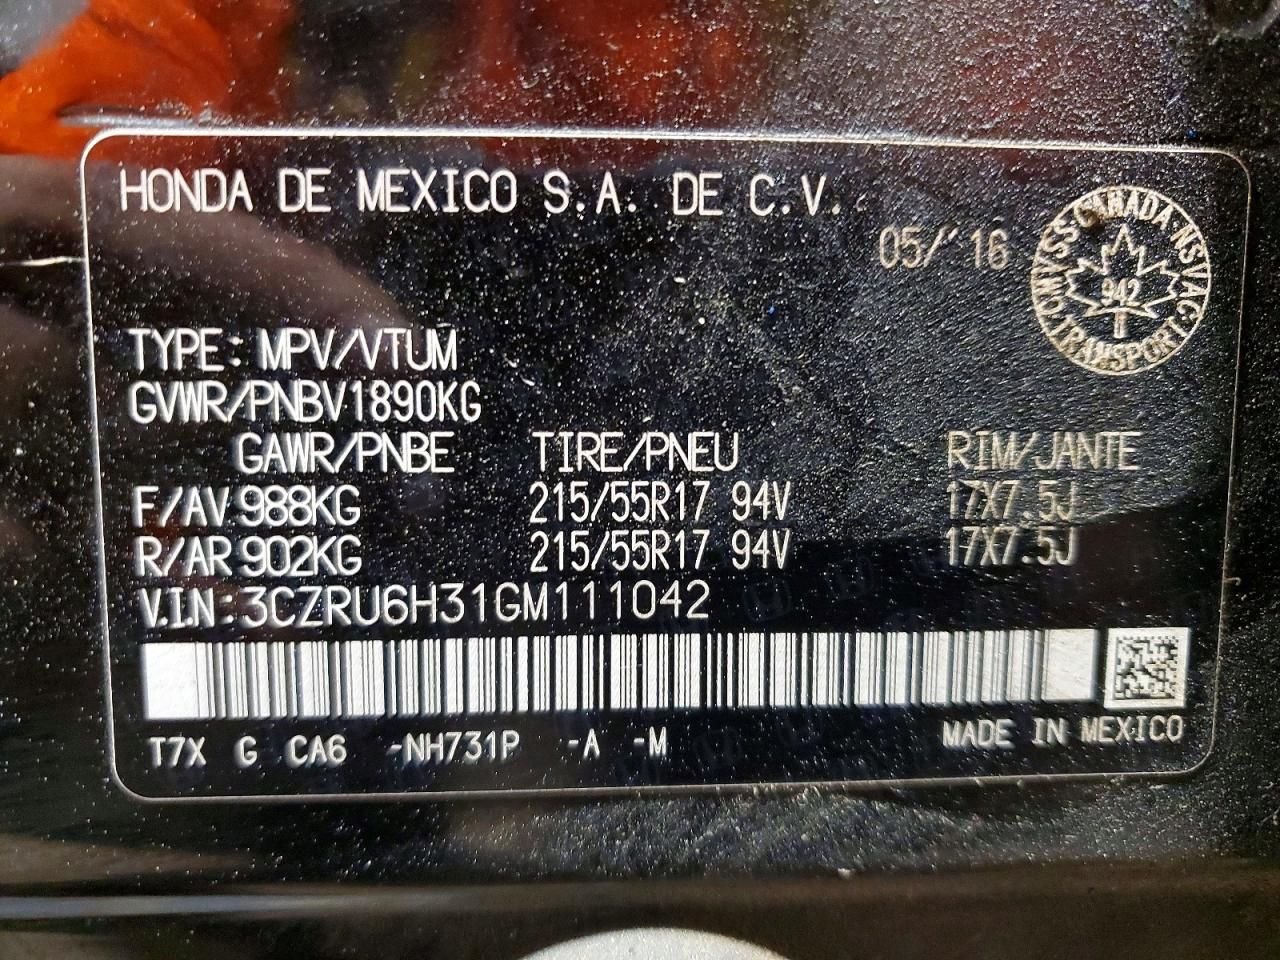 HONDA DE MEXICO S.A. DE C.V.
05/'16
CANADA NSVAC TRANSPORT
942
TYPE: MPV/VTUM
GVWR/PNBV1890KG
GAWR/PNBE TIRE/PNEU RIM/JANTE
F/AV 988KG 215/55R17 94V 17X7.5J
R/AR 902KG 215/55R17 94V 17X7.5J
V.I.N: 3CZRU6H31GM111042
T7X G CA6 -NH731P -A -M MADE IN MEXICO